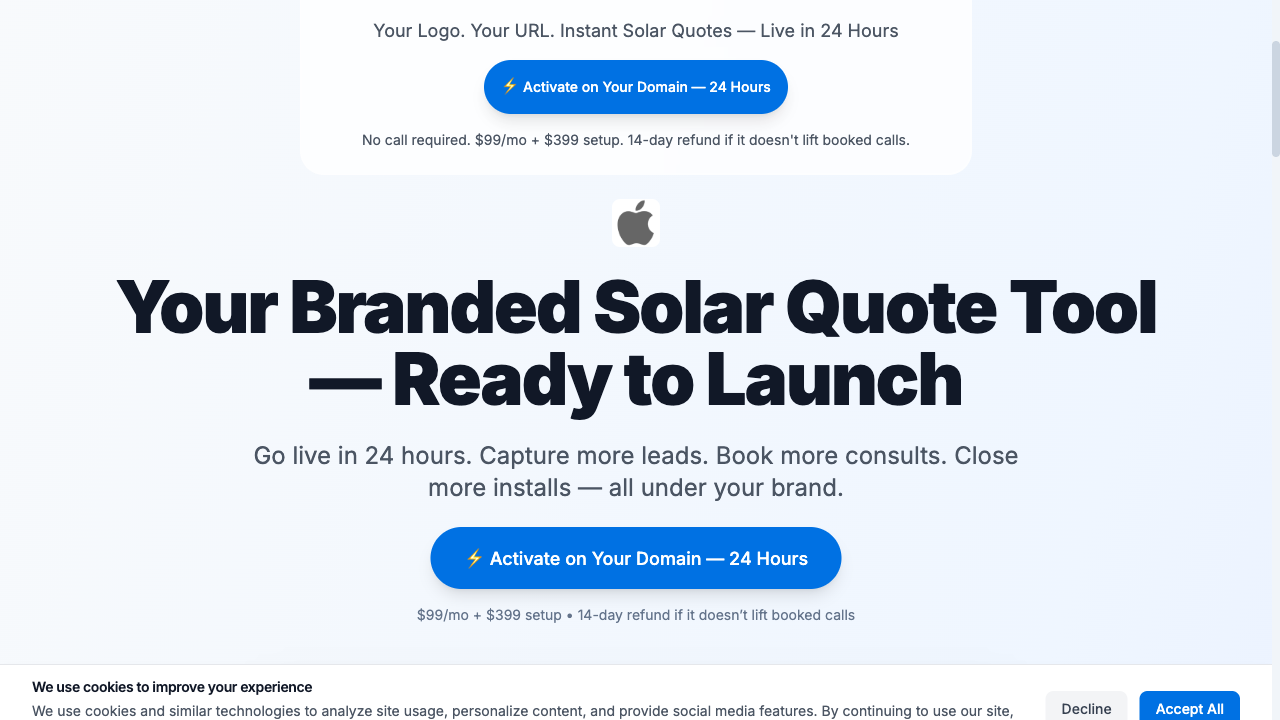 Your Logo. Your URL. Instant Solar Quotes — Live in 24 Hours
⚡ Activate on Your Domain — 24 Hours
No call required. $99/mo + $399 setup. 14-day refund if it doesn't lift booked calls.
Your Branded Solar Quote Tool
— Ready to Launch
Go live in 24 hours. Capture more leads. Book more consults. Close
more installs — all under your brand.
⚡ Activate on Your Domain — 24 Hours
$99/mo + $399 setup • 14-day refund if it doesn’t lift booked calls
We use cookies to improve your experience
We use cookies and similar technologies to analyze site usage, personalize content, and provide social media features. By continuing to use our site,
Decline
Accept All